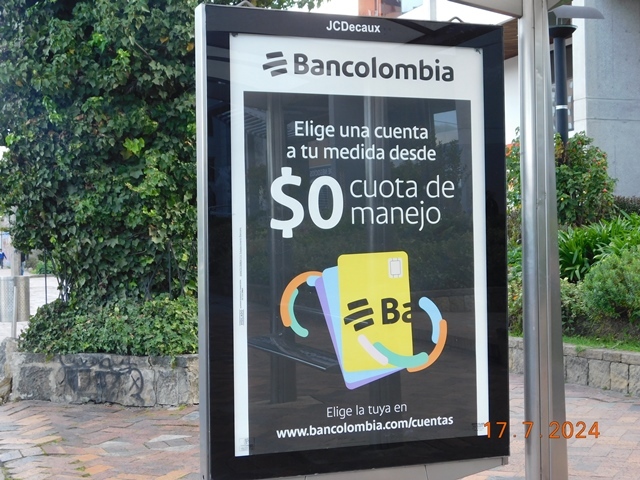 JCDecaux
Bancolombia
Elige una cuenta
a tu medida desde
$0 cuota de
manejo
Ba
Elige la tuya en
www.bancolombia.com/cuentas
17.7.2024